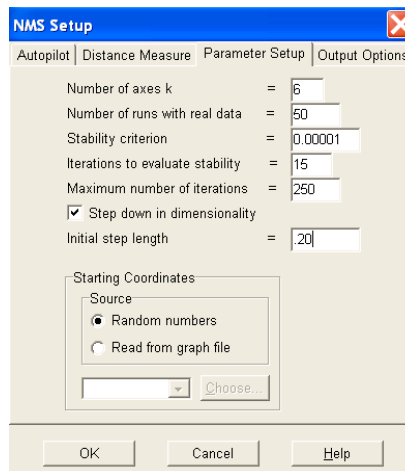 NMS Setup
Autopilot Distance Measure Parameter Setup Output Options
Number of axes k = 6
Number of runs with real data = 50
Stability criterion = 0.00001
Iterations to evaluate stability = 15
Maximum number of iterations = 250
Step down in dimensionality
Initial step length = .20
Starting Coordinates
Source
Random numbers
Read from graph file
Choose...
OK Cancel Help